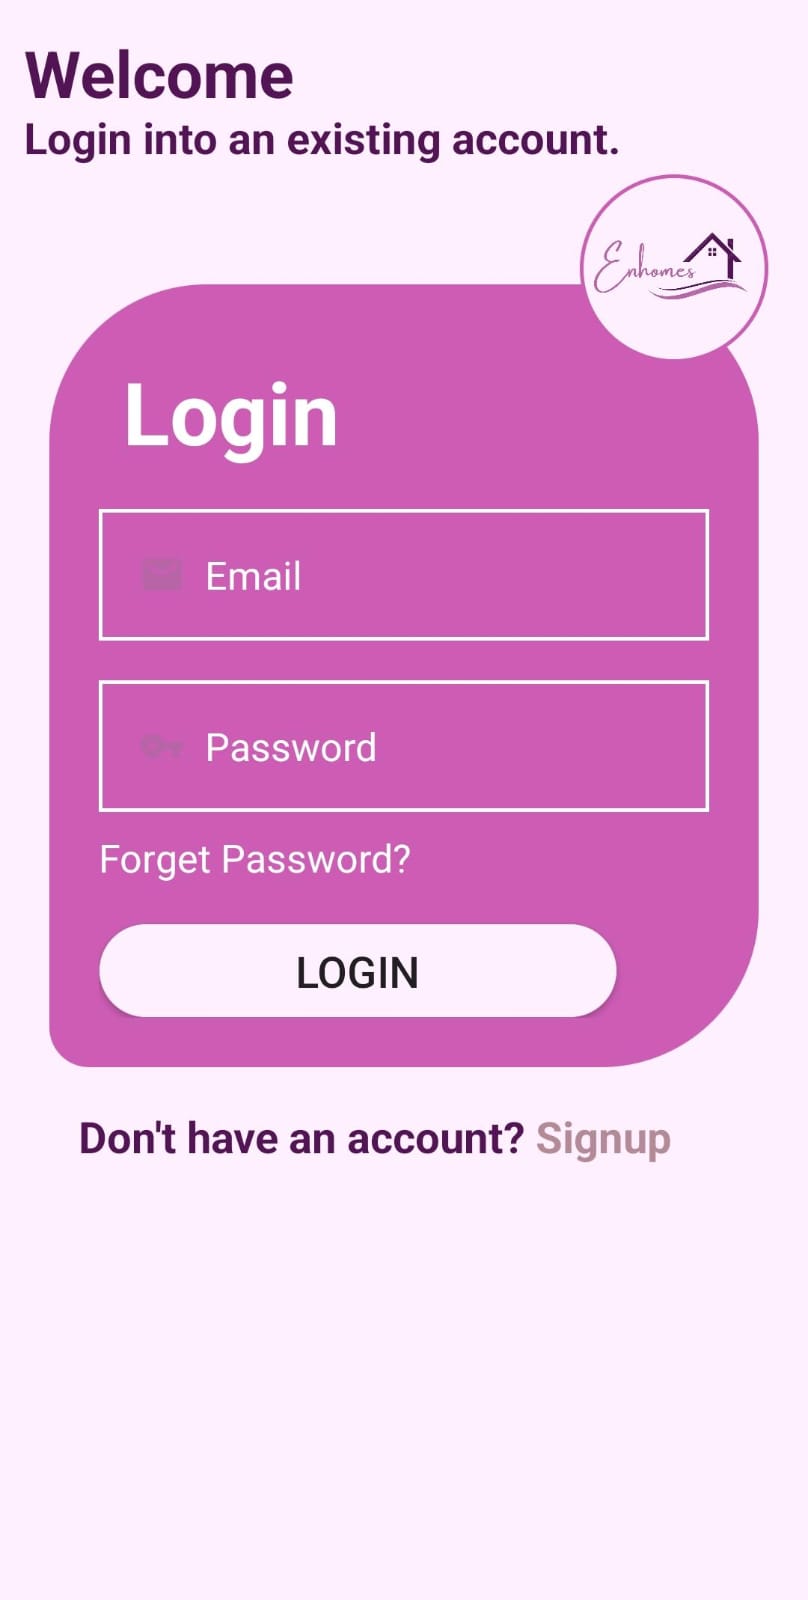 Welcome
Login into an existing account.
Enhomes
Login
Email
Password
Forget Password?
LOGIN
Don't have an account? Signup